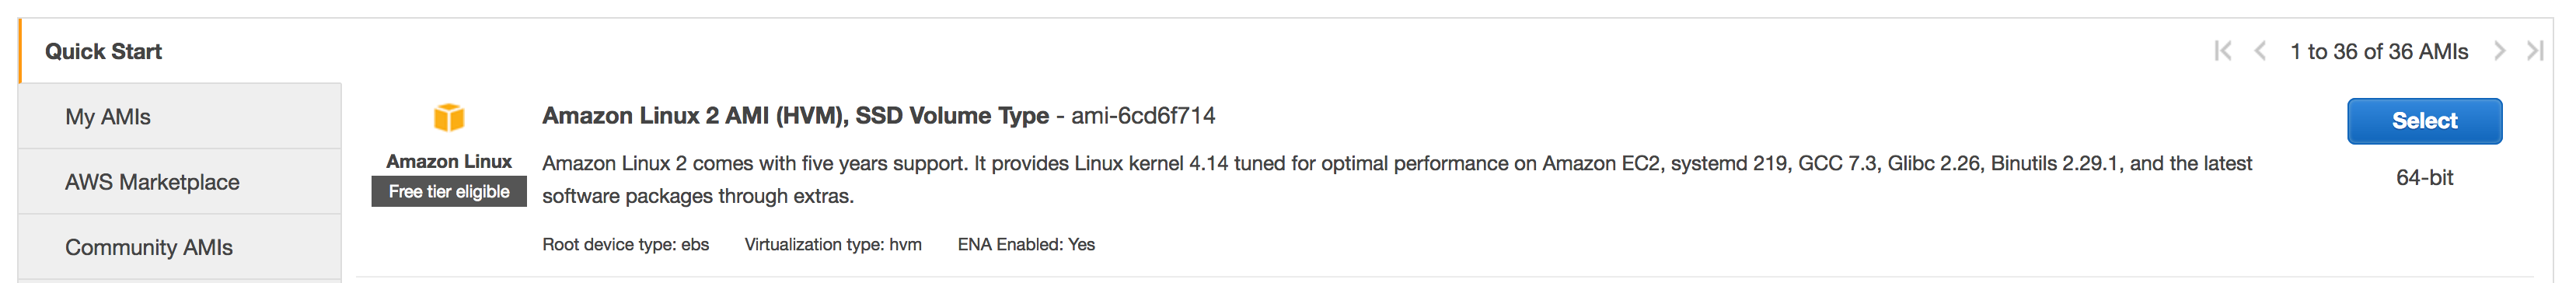 Quick Start
1 to 36 of 36 AMIs
My AMIs
AWS Marketplace
Community AMIs
Amazon Linux
Free tier eligible
Amazon Linux 2 AMI (HVM), SSD Volume Type - ami-6cd6f714
Amazon Linux 2 comes with five years support. It provides Linux kernel 4.14 tuned for optimal performance on Amazon EC2, systemd 219, GCC 7.3, Glibc 2.26, Binutils 2.29.1, and the latest
software packages through extras.
Root device type: ebs Virtualization type: hvm ENA Enabled: Yes
Select
64-bit